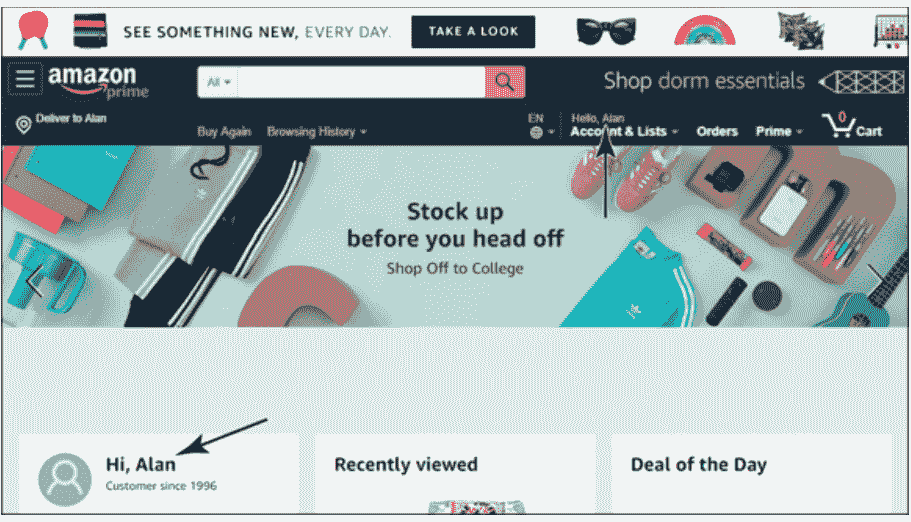 SEE SOMETHING NEW, EVERY DAY. TAKE A LOOK
amazon
prime
All
Shop dorm essentials
Deliver to Alan
Buy Again Browsing History
EN
Hello, Alan
Account & Lists Orders Prime
0
Cart
Stock up
before you head off
Shop Off to College
Hi, Alan
Customer since 1996
Recently viewed
Deal of the Day